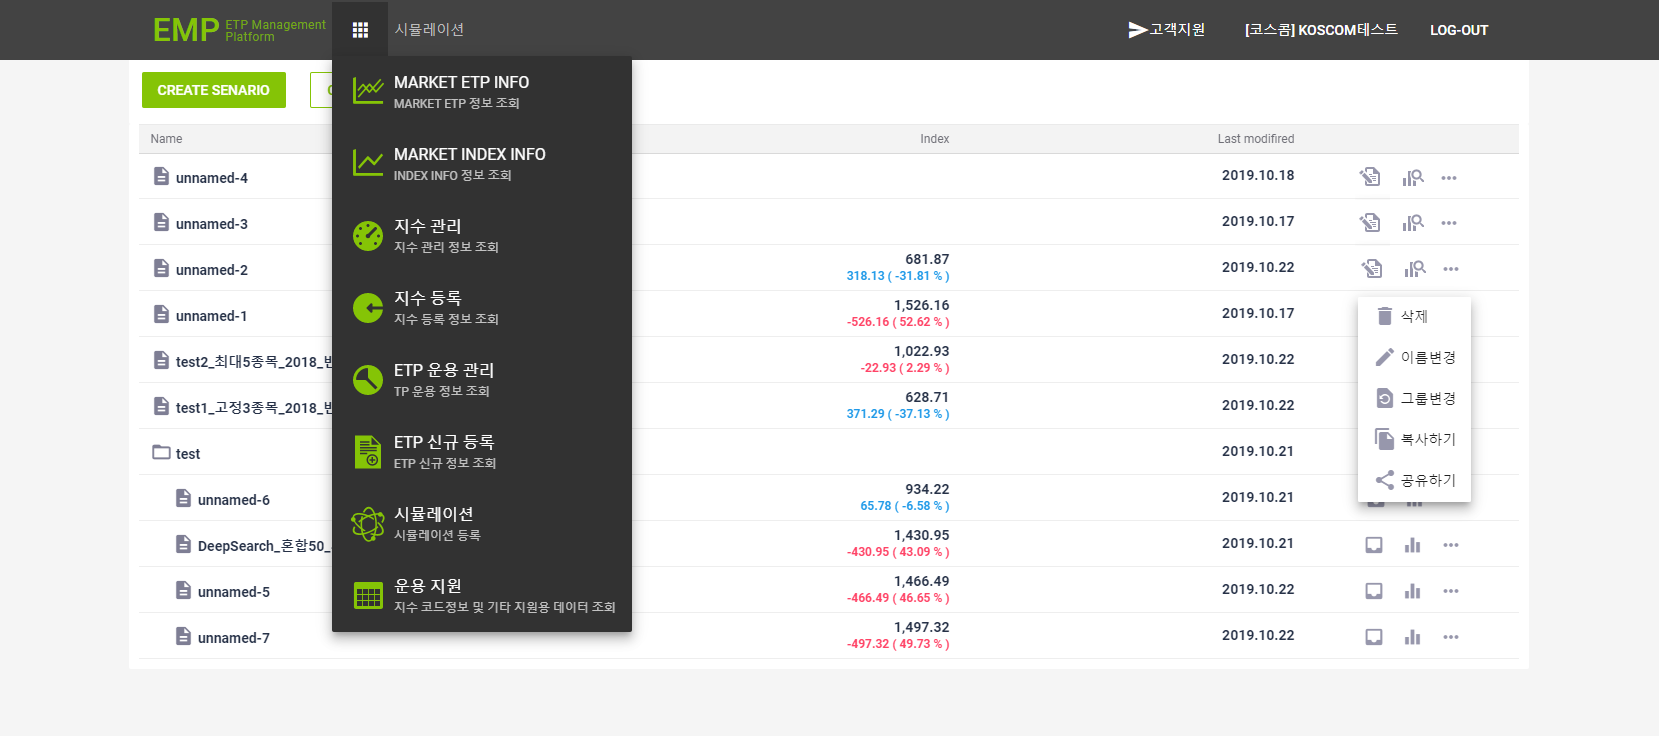 EMP ETP Management
Platform
시뮬레이션
고객지원
[코스콤] KOSCOM테스트
LOG-OUT
CREATE SENARIO
MARKET ETP INFO
MARKET ETP 정보 조회
MARKET INDEX INFO
INDEX INFO 정보 조회
지수 관리
지수 관리 정보 조회
지수 등록
지수 등록 정보 조회
ETP 운용 관리
TP 운용 정보 조회
ETP 신규 등록
ETP 신규 정보 조회
시뮬레이션
시뮬레이션 등록
운용 지원
지수 코드정보 및 기타 지원용 데이터 조회
Name Index Last modifired
unnamed-4 2019.10.18
unnamed-3 2019.10.17
unnamed-2 681.87 2019.10.22
318.13 ( -31.81 % )
unnamed-1 1,526.16 2019.10.17
-526.16 ( 52.62 % )
test2_최대5종목_2018_ 1,022.93 2019.10.22
-22.93 ( 2.29 % )
test1_고정3종목_2018_ 628.71 2019.10.22
371.29 ( -37.13 % )
test 2019.10.21
unnamed-6 934.22 2019.10.21
65.78 ( -6.58 % )
DeepSearch_혼합50_ 1,430.95 2019.10.21
-430.95 ( 43.09 % )
unnamed-5 1,466.49 2019.10.22
-466.49 ( 46.65 % )
unnamed-7 1,497.32 2019.10.22
-497.32 ( 49.73 % )
삭제
이름변경
그룹변경
복사하기
공유하기